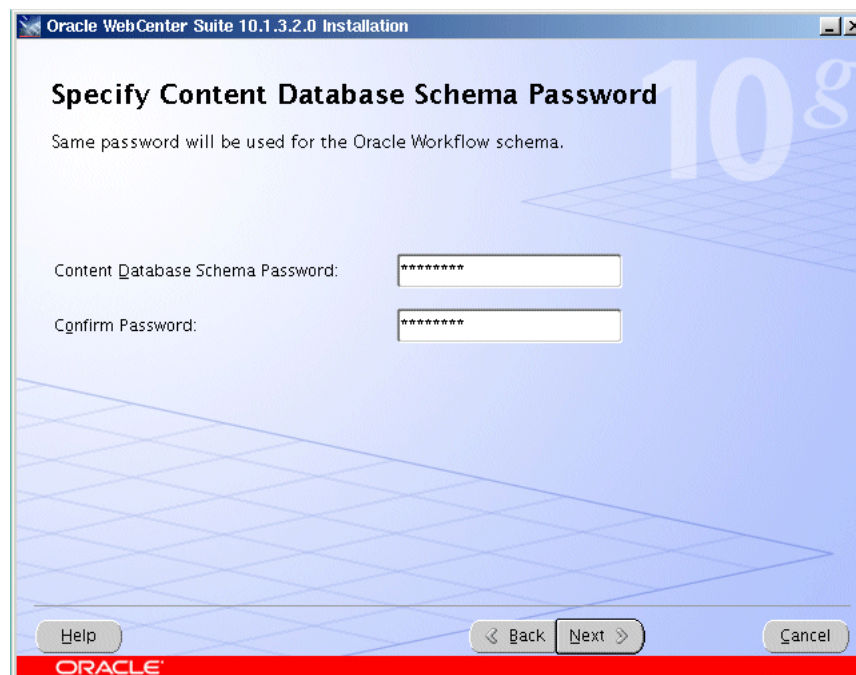 Oracle WebCenter Suite 10.1.3.2.0 Installation
10g
Specify Content Database Schema Password
Same password will be used for the Oracle Workflow schema.
Content Database Schema Password: ********
Confirm Password: ********
Help Back Next Cancel
ORACLE